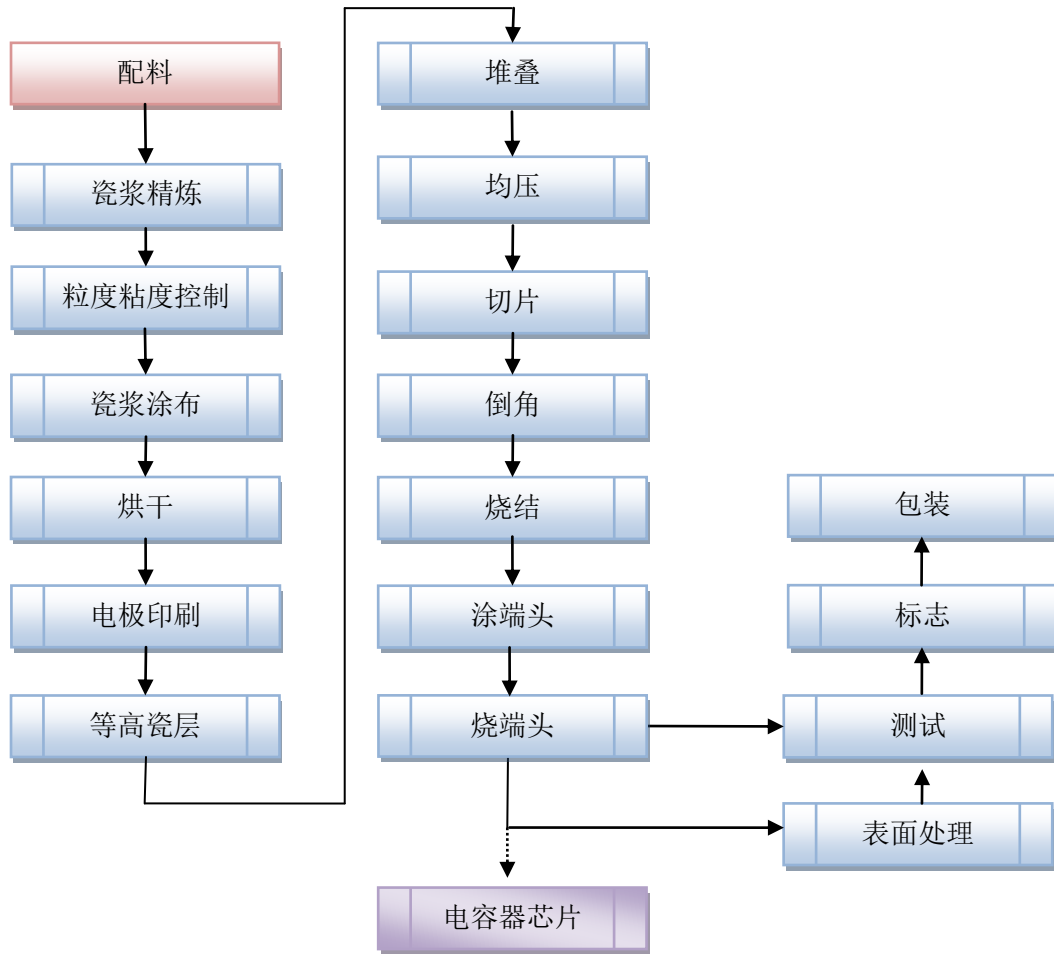 配料
瓷浆精炼
粒度粘度控制
瓷浆涂布
烘干
电极印刷
等高瓷层
堆叠
均压
切片
倒角
烧结
涂端头
烧端头
电容器芯片
包装
标志
测试
表面处理